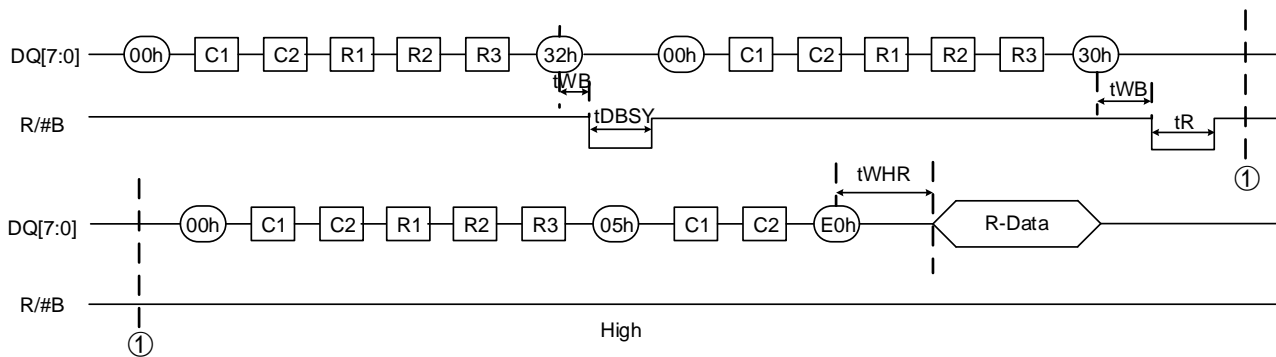 DQ[7:0] 00h C1 C2 R1 R2 R3 32h 00h C1 C2 R1 R2 R3 30h
tWB tWB
R/#B tDBSY tR
①
tWHR
DQ[7:0] 00h C1 C2 R1 R2 R3 05h C1 C2 E0h R-Data
R/#B
High
①